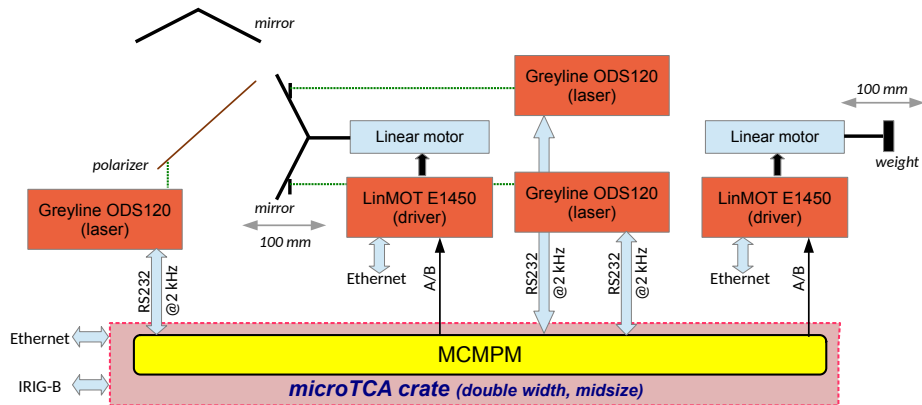 mirror
Greyline ODS120
(laser)
100 mm
Linear motor
Linear motor
polarizer
weight
Greyline ODS120
(laser)
mirror
100 mm
LinMOT E1450
(driver)
Greyline ODS120
(laser)
LinMOT E1450
(driver)
RS232
@2 kHz
Ethernet
A/B
RS232
@2 kHz
RS232
@2 kHz
Ethernet
A/B
Ethernet
MCMPM
IRIG-B
microTCA crate (double width, midsize)